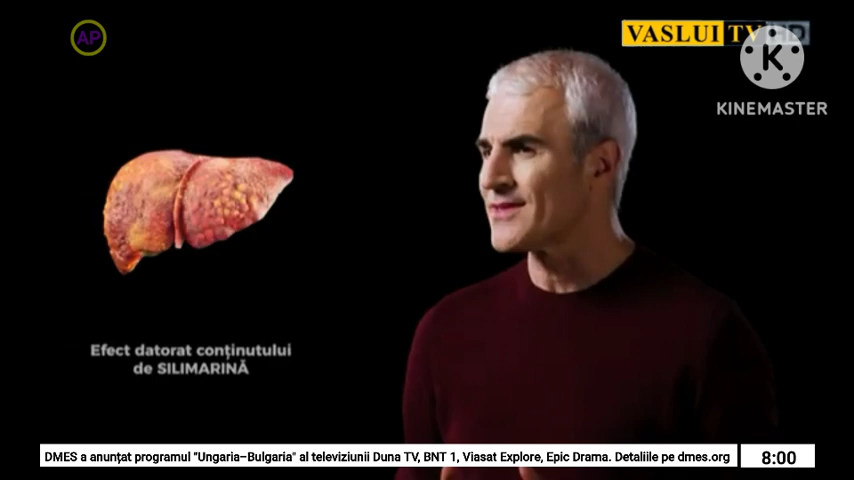 AP
VASLUI TV HD
K
KINEMASTER
Efect datorat conținutului
de SILIMARINĂ
DMES a anunțat programul "Ungaria–Bulgaria" al televiziunii Duna TV, BNT 1, Viasat Explore, Epic Drama. Detaliile pe dmes.org
8:00